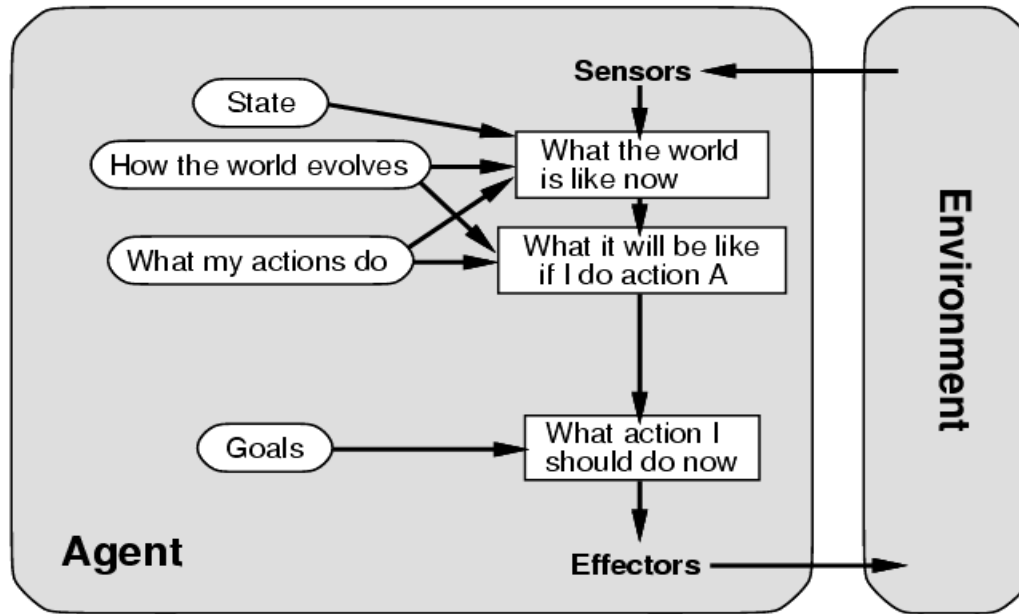 Sensors
State
What the world
is like now
How the world evolves
What my actions do
What it will be like
if I do action A
Goals
What action I
should do now
Agent
Effectors
Environment